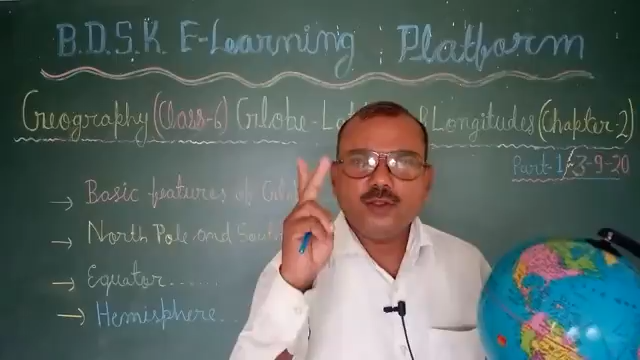 B.D.S.K E-Learning Platform
Geography (Class-6) Globe- Longitudes (Chapter-2)
Part-1/3-9-20
→ Basic features of
→ North Pole and
→ Equator......
→ Hemisphere..